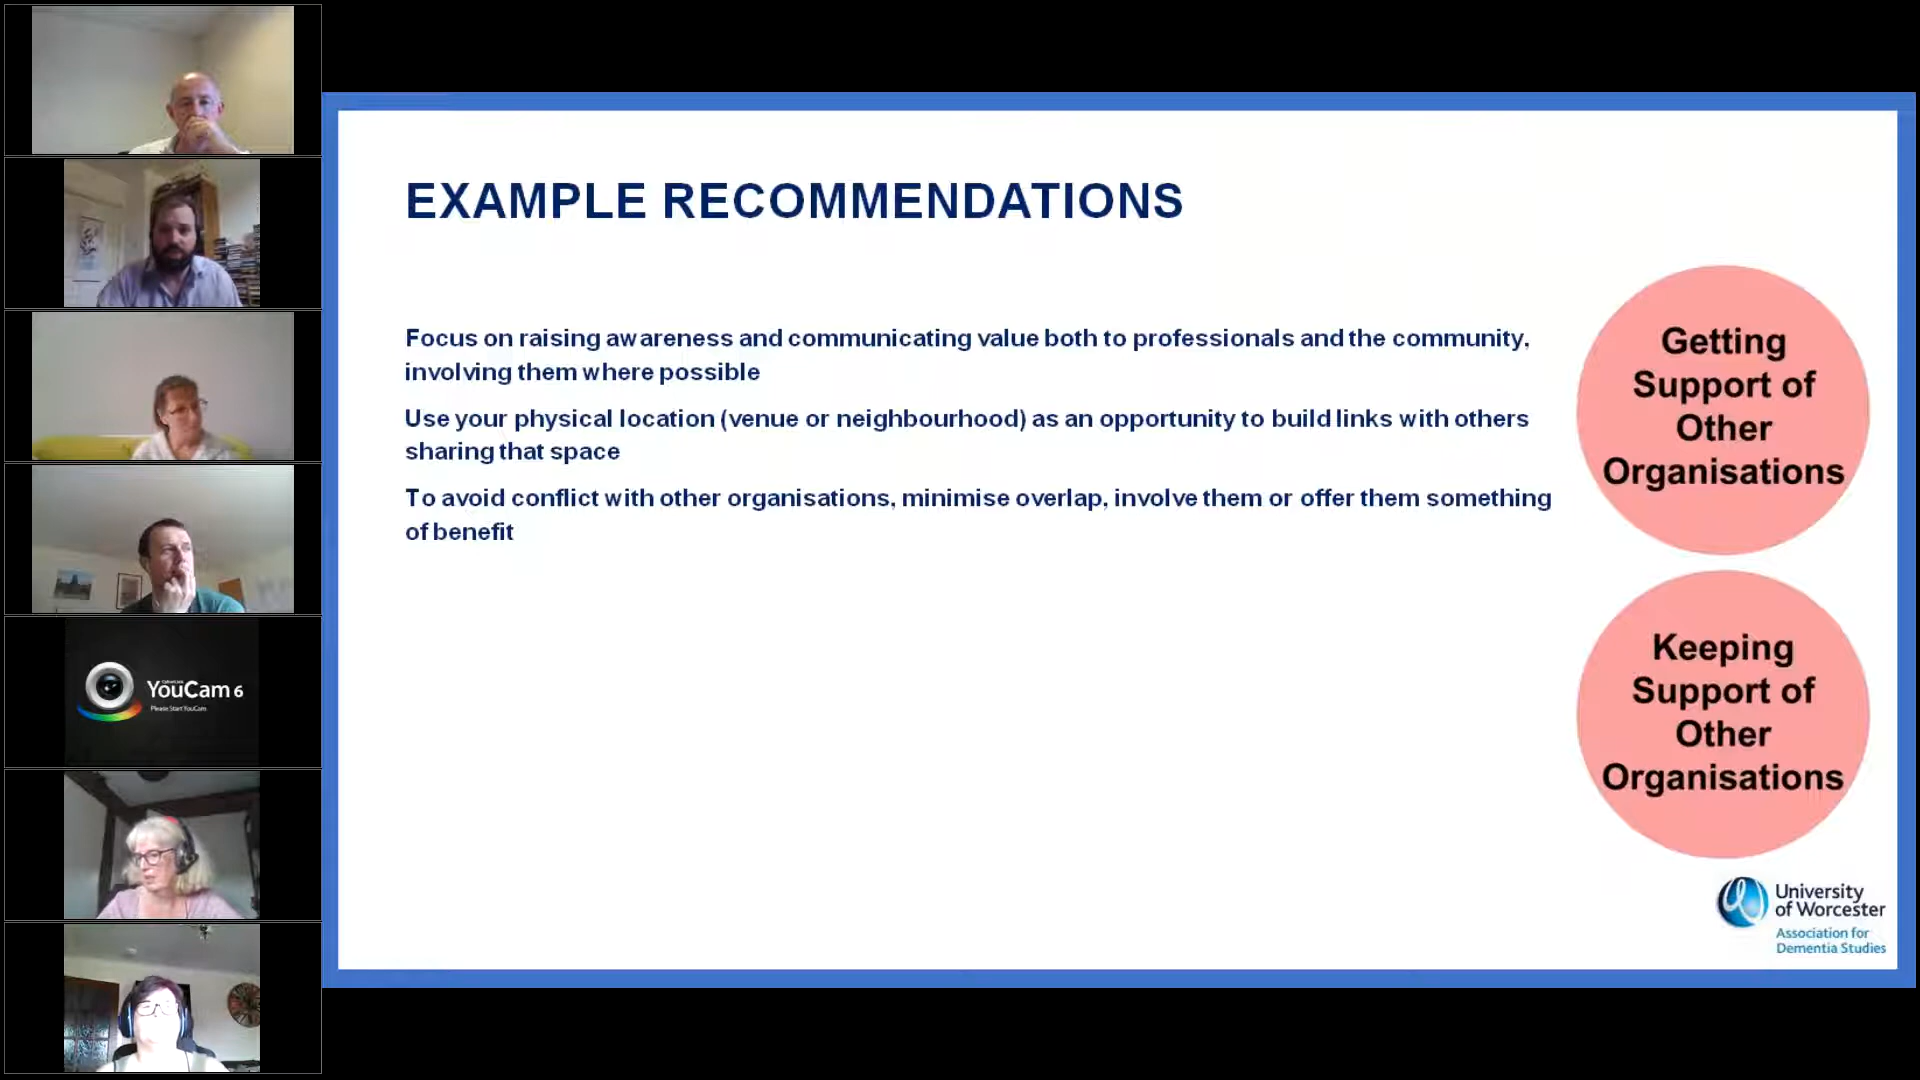 EXAMPLE RECOMMENDATIONS
Focus on raising awareness and communicating value both to professionals and the community,
involving them where possible
Use your physical location (venue or neighbourhood) as an opportunity to build links with others
sharing that space
To avoid conflict with other organisations, minimise overlap, involve them or offer them something
of benefit
Getting
Support of
Other
Organisations
Keeping
Support of
Other
Organisations
University
of Worcester
Association for
Dementia Studies
YouCam 6
Please Start YouCam